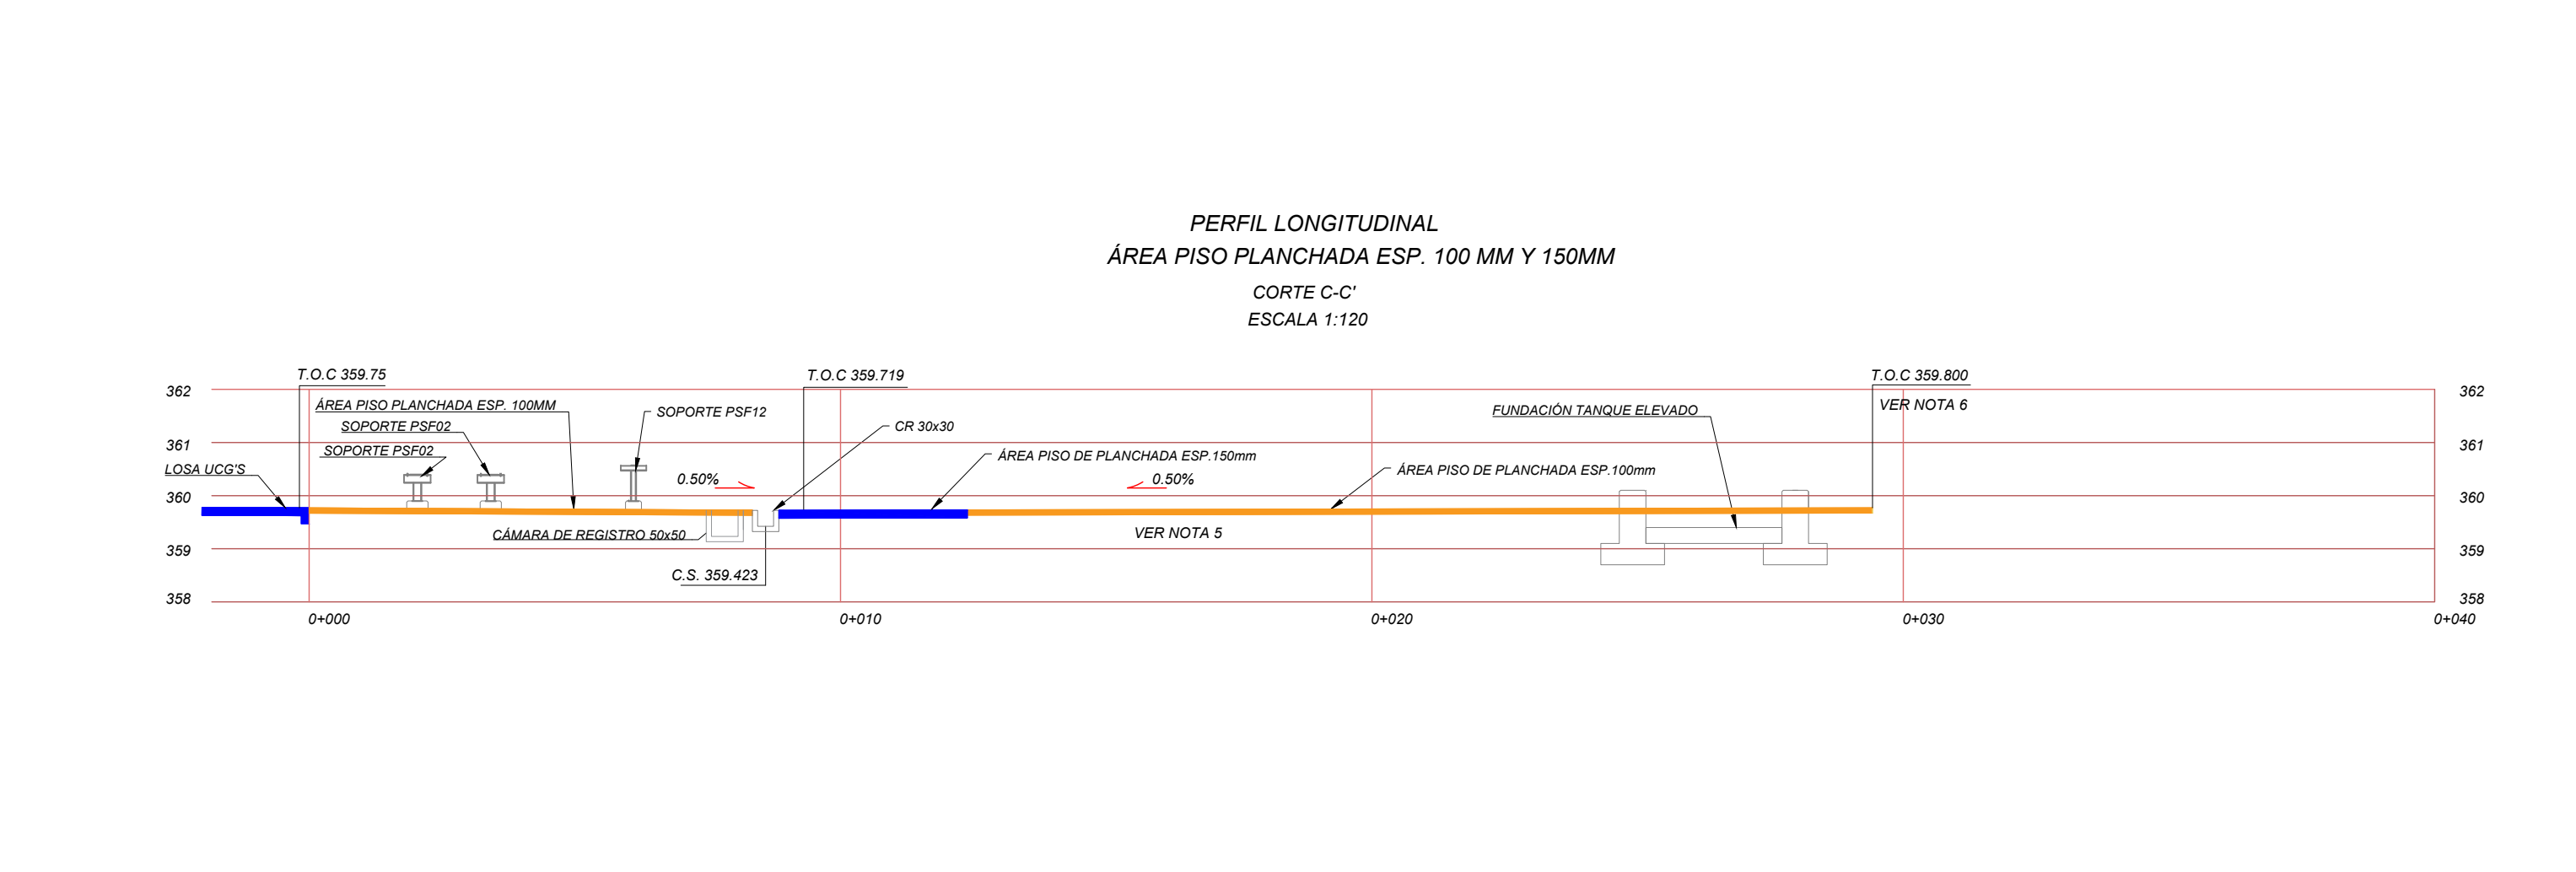 PERFIL LONGITUDINAL
ÁREA PISO PLANCHADA ESP. 100 MM Y 150MM
CORTE C-C'
ESCALA 1:120
T.O.C 359.75
T.O.C 359.719
T.O.C 359.800
362
362
ÁREA PISO PLANCHADA ESP. 100MM
SOPORTE PSF12
FUNDACIÓN TANQUE ELEVADO
VER NOTA 6
SOPORTE PSF02
CR 30x30
361
361
SOPORTE PSF02
ÁREA PISO DE PLANCHADA ESP.150mm
LOSA UCG'S
ÁREA PISO DE PLANCHADA ESP.100mm
0.50%
0.50%
360
360
CÁMARA DE REGISTRO 50x50
VER NOTA 5
359
359
C.S. 359.423
358
358
0+000
0+010
0+020
0+030
0+040